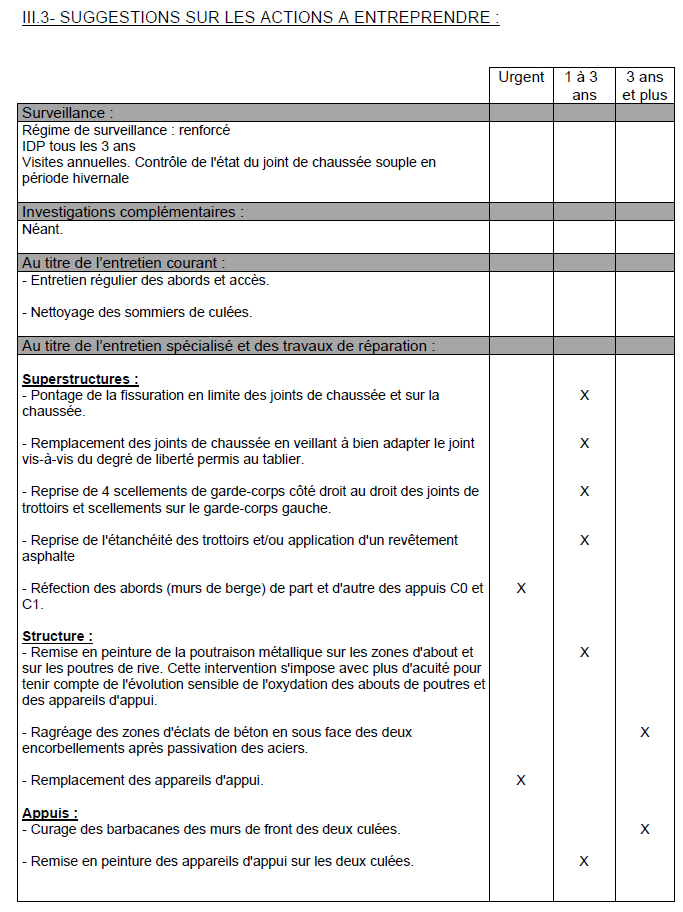 III.3- SUGGESTIONS SUR LES ACTIONS A ENTREPRENDRE :
Urgent 1 à 3 ans 3 ans et plus
Surveillance :
Régime de surveillance : renforcé
IDP tous les 3 ans
Visites annuelles. Contrôle de l'état du joint de chaussée souple en
période hivernale
Investigations complémentaires :
Néant.
Au titre de l'entretien courant :
- Entretien régulier des abords et accès.
- Nettoyage des sommiers de culées.
Au titre de l'entretien spécialisé et des travaux de réparation :
Superstructures :
- Pontage de la fissuration en limite des joints de chaussée et sur la X
chaussée.
- Remplacement des joints de chaussée en veillant à bien adapter le joint X
vis-à-vis du degré de liberté permis au tablier.
- Reprise de 4 scellements de garde-corps côté droit au droit des joints de X
trottoirs et scellements sur le garde-corps gauche.
- Reprise de l'étanchéité des trottoirs et/ou application d'un revêtement X
asphalte
- Réfection des abords (murs de berge) de part et d'autre des appuis C0 et X
C1.
Structure :
- Remise en peinture de la poutraison métallique sur les zones d'about et X
sur les poutres de rive. Cette intervention s'impose avec plus d'acuité pour
tenir compte de l'évolution sensible de l'oxydation des abouts de poutres et
des appareils d'appui.
- Ragréage des zones d'éclats de béton en sous face des deux X
encorbellements après passivation des aciers.
- Remplacement des appareils d'appui. X
Appuis :
- Curage des barbacanes des murs de front des deux culées. X
- Remise en peinture des appareils d'appui sur les deux culées. X